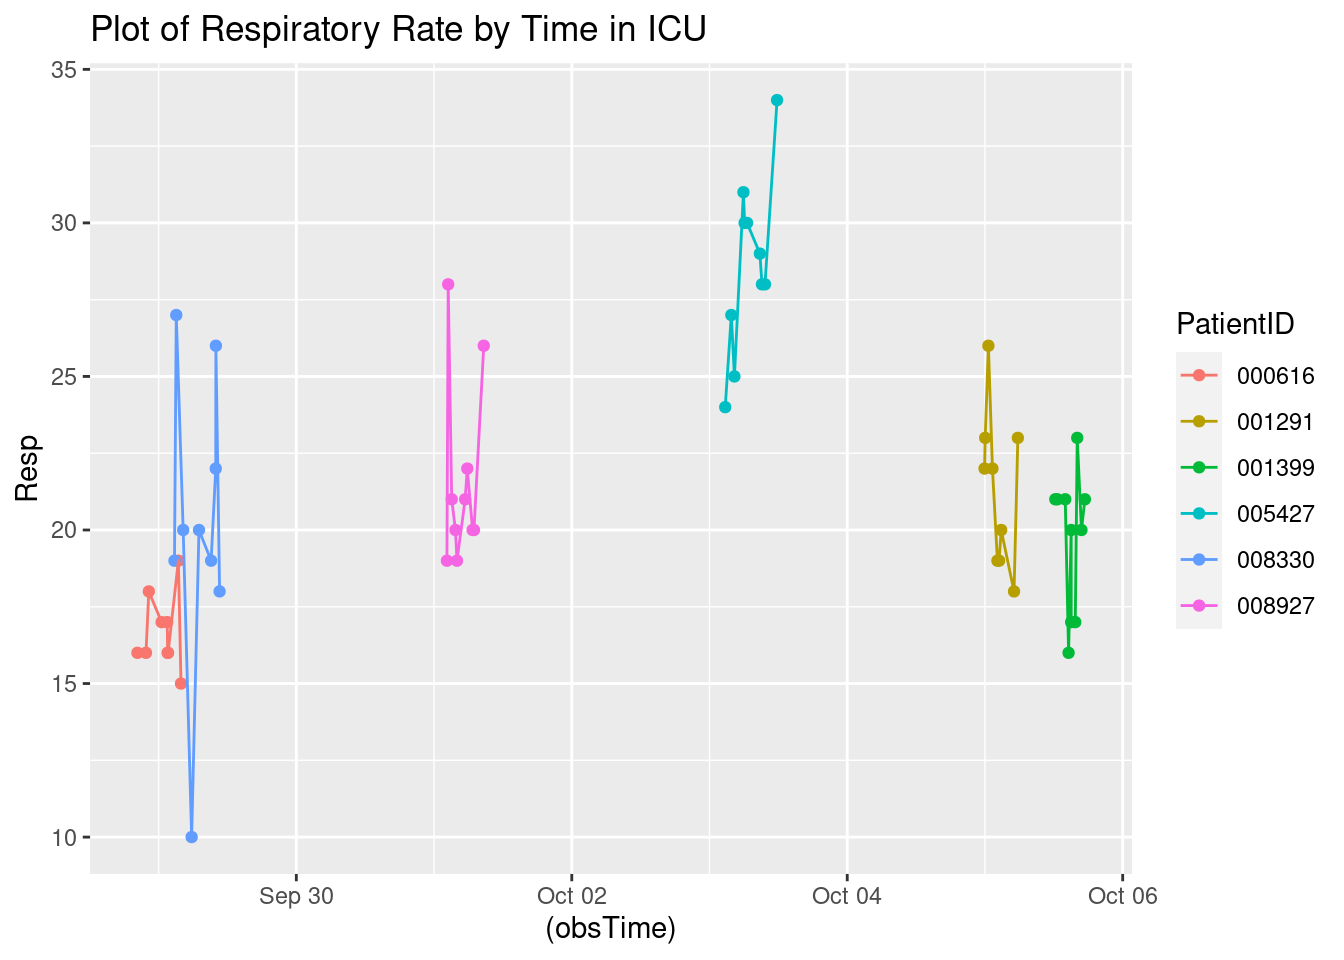 Plot of Respiratory Rate by Time in ICU
35
30
25
20
15
10
Resp
Sep 30
Oct 02
Oct 04
Oct 06
(obsTime)
PatientID
000616
001291
001399
005427
008330
008927